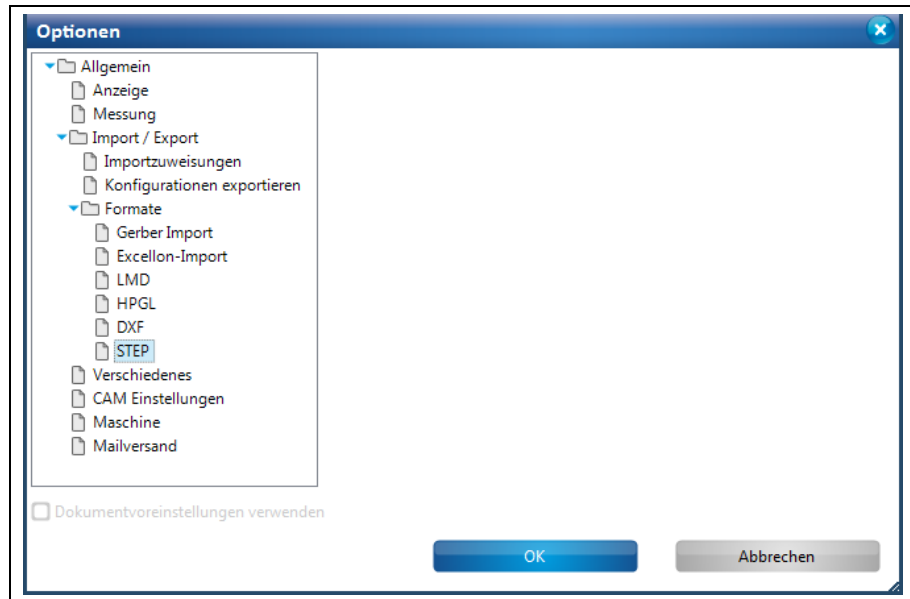 Optionen
Allgemein
Anzeige
Messung
Import / Export
Importzuweisungen
Konfigurationen exportieren
Formate
Gerber Import
Excellon-Import
LMD
HPGL
DXF
STEP
Verschiedenes
CAM Einstellungen
Maschine
Mailversand
Dokumentvoreinstellungen verwenden
OK
Abbrechen